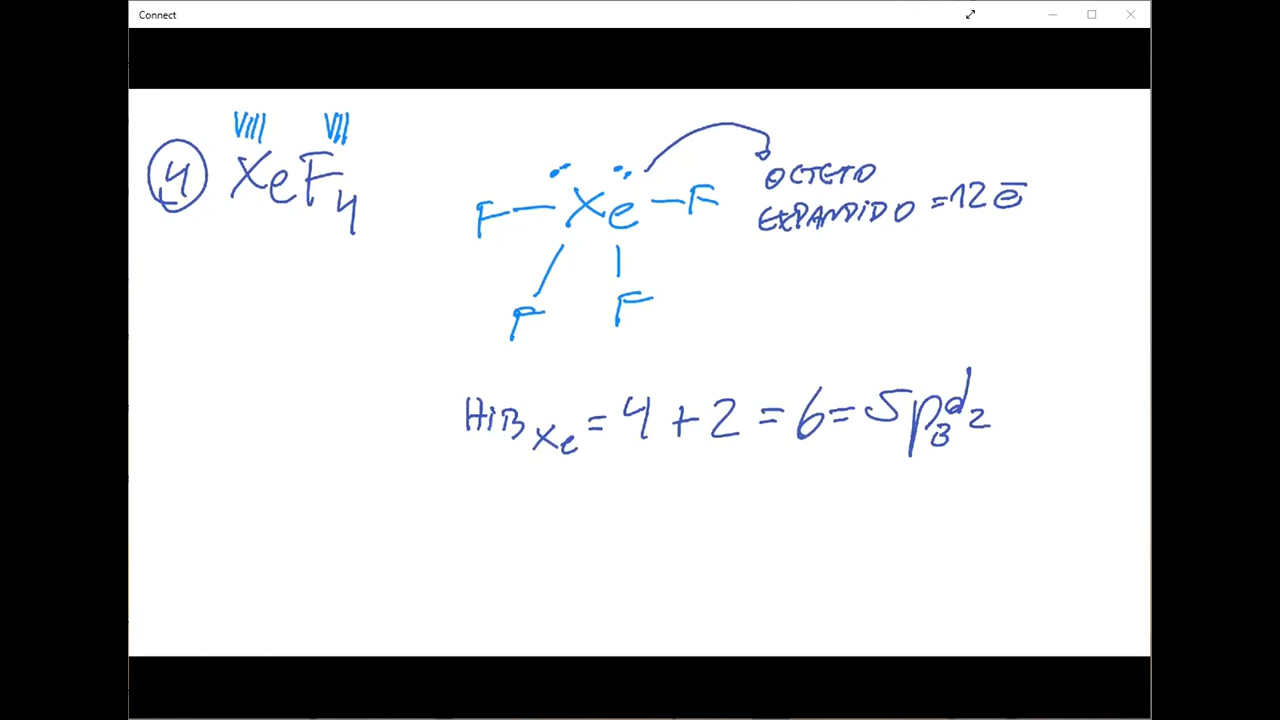 Connect
VIII VII
4 XeF4
F—Xe—F
F F
OCTETO
EXPANDIDO = 12 e̅
HiB Xe = 4 + 2 = 6 = Sp3d2